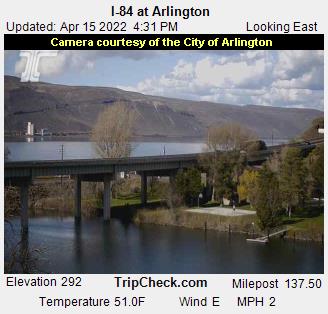 I-84 at Arlington
Updated: Apr 15 2022 4:31 PM Looking East
Camera courtesy of the City of Arlington
Elevation 292 TripCheck.com Milepost 137.50
Temperature 51.0F Wind E MPH 2